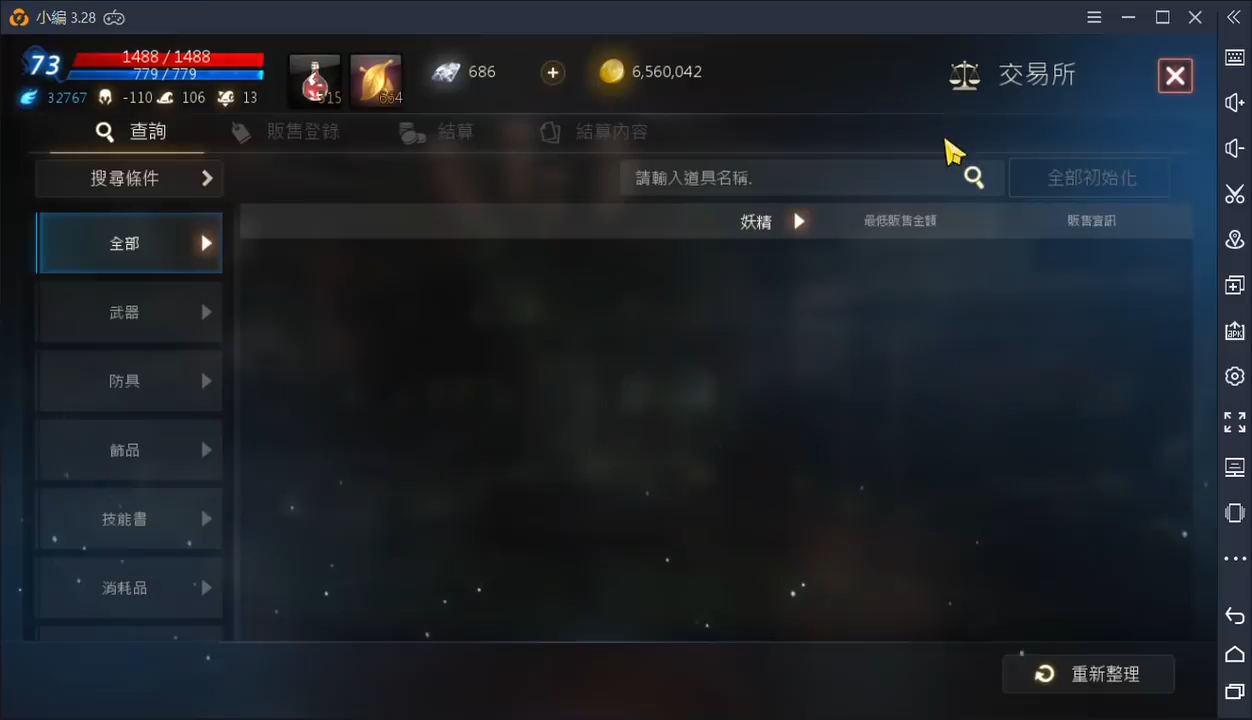 小編 3.28
73
1488 / 1488
779 / 779
32767 -110 106 13
515
664
686
6,560,042
交易所
查詢 販售登錄 結算 結算內容
搜尋條件
請輸入道具名稱.
全部初始化
妖精 最低販售金額 販售資訊
全部
武器
防具
飾品
技能書
消耗品
重新整理
APK